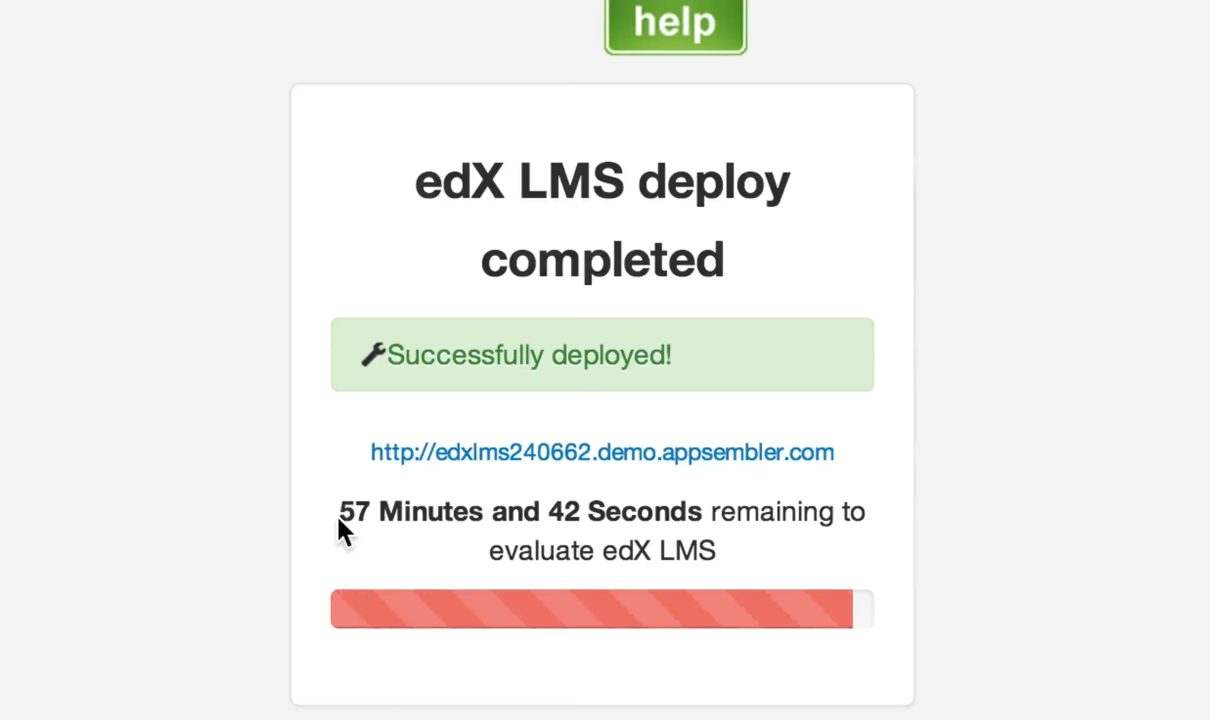 help
edX LMS deploy
completed
Successfully deployed!
http://edxlms240662.demo.appsembler.com
57 Minutes and 42 Seconds remaining to
evaluate edX LMS